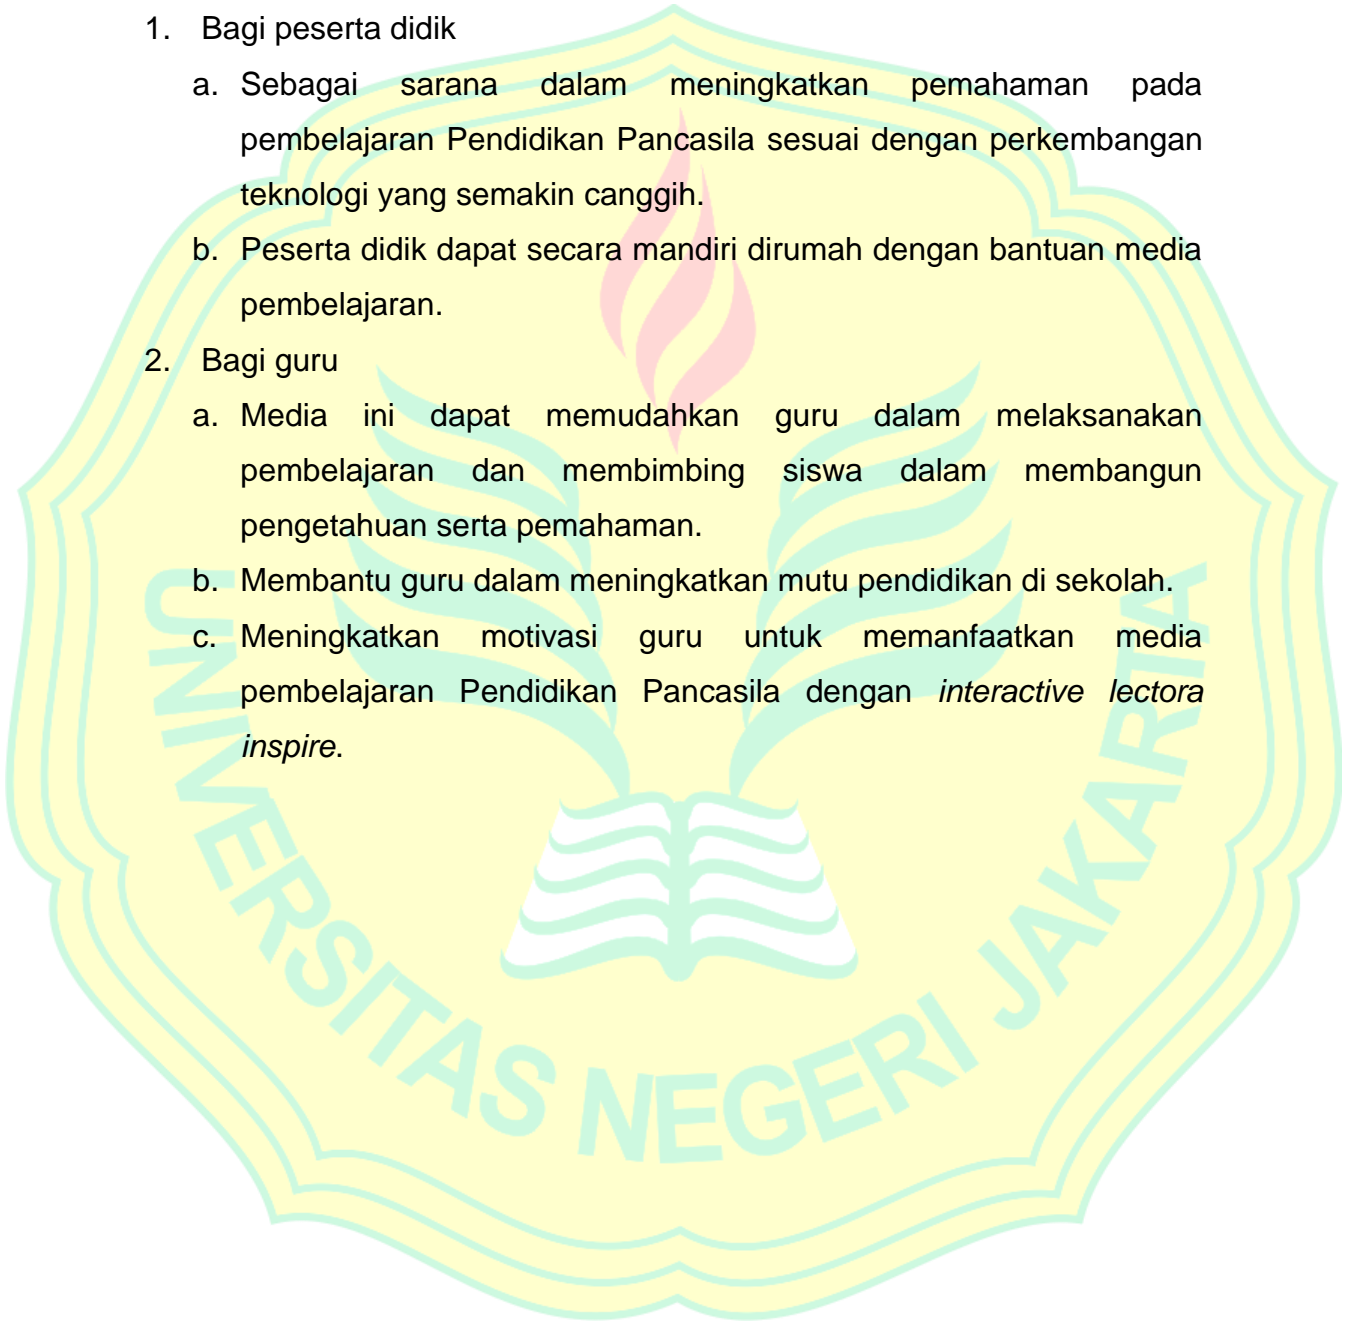 1. Bagi peserta didik
a. Sebagai sarana dalam meningkatkan pemahaman pada
pembelajaran Pendidikan Pancasila sesuai dengan perkembangan
teknologi yang semakin canggih.
b. Peserta didik dapat secara mandiri dirumah dengan bantuan media
pembelajaran.
2. Bagi guru
a. Media ini dapat memudahkan guru dalam melaksanakan
pembelajaran dan membimbing siswa dalam membangun
pengetahuan serta pemahaman.
b. Membantu guru dalam meningkatkan mutu pendidikan di sekolah.
c. Meningkatkan motivasi guru untuk memanfaatkan media
pembelajaran Pendidikan Pancasila dengan interactive lectora
inspire.
UNIVERSITAS NEGERI JAKARTA